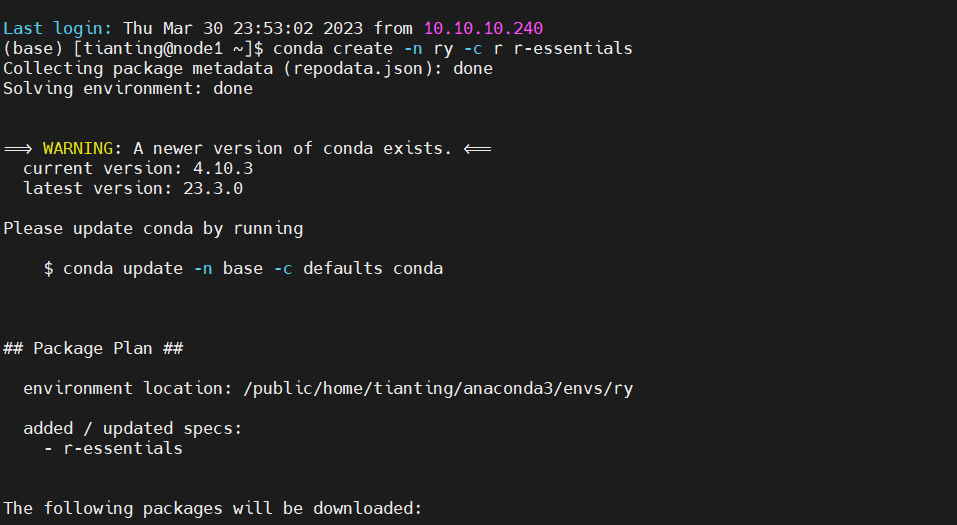 Last login: Thu Mar 30 23:53:02 2023 from 10.10.10.240
(base) [tianting@node1 ~]$ conda create -n ry -c r r-essentials
Collecting package metadata (repodata.json): done
Solving environment: done
==> WARNING: A newer version of conda exists. <==
current version: 4.10.3
latest version: 23.3.0
Please update conda by running
$ conda update -n base -c defaults conda
## Package Plan ##
environment location: /public/home/tianting/anaconda3/envs/ry
added / updated specs:
- r-essentials
The following packages will be downloaded: